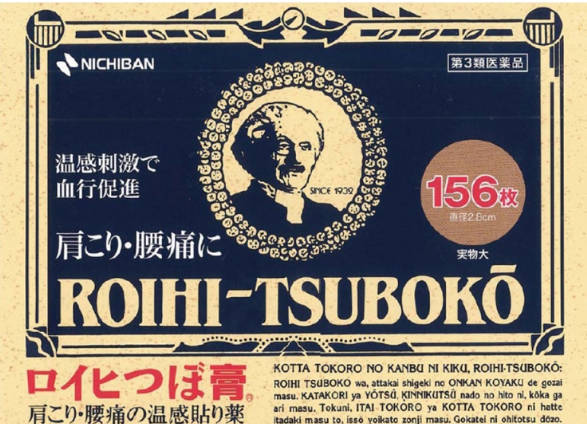 NICHIBAN
第3類医薬品
温感刺激で
血行促進
SINCE 1932
156枚
直径2.8cm
肩こり・腰痛に
実物大
ROIHI-TSUBOKŌ
ロイヒつぼ膏®
肩こり・腰痛の温感貼り薬
KOTTA TOKORO NO KANBU NI KIKU, ROIHI-TSUBOKŌ:
ROIHI TSUBOKO wa, attakai shigeki no ONKAN KOYAKU de gozai
masu. KATAKORI ya YŌTSŪ, KINNIKUTSŪ nado no hito ni, kōka ga
ari masu. Tokuni, ITAI TOKORO ya KOTTA TOKORO ni hatte
itadaki masu to, issō yoikato zonji masu. Gokatei ni ohitotsu dōzo.